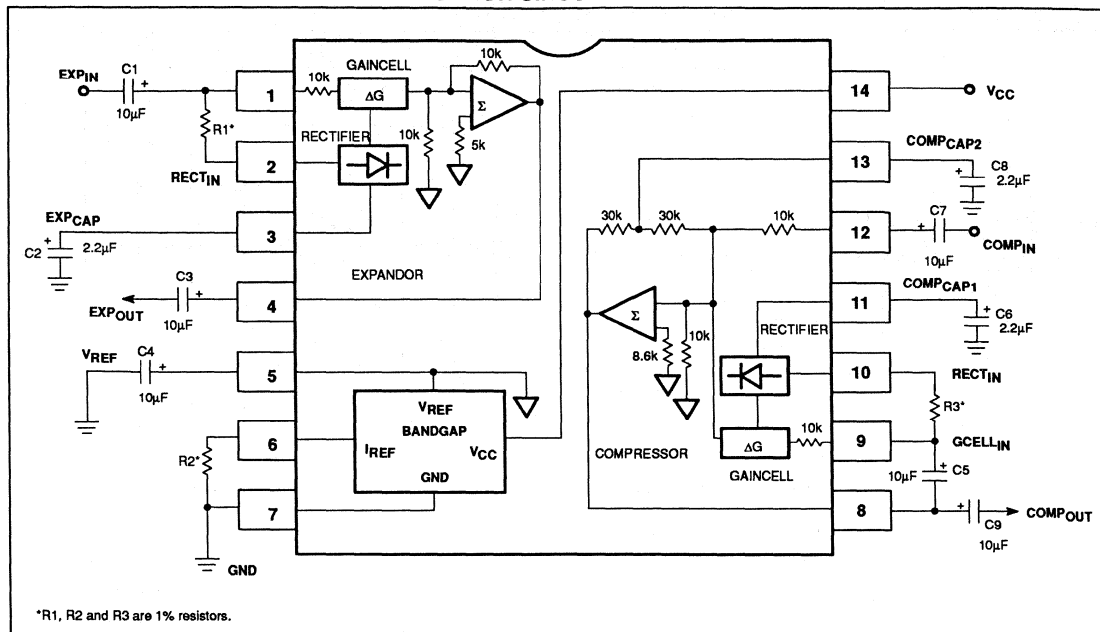 EXPIN
C1
+
10µF
R1*
RECTIN
1
2
10k
GAINCELL
ΔG
10k
Σ
10k
5k
RECTIFIER
EXPCAP
+
C2
2.2µF
3
EXPANDOR
C3
+
10µF
EXPOUT
4
VREF
C4
+
10µF
5
VREF
BANDGAP
IREF
VCC
GND
6
R2*
7
GND
14
VCC
13
COMPCAP2
+
C8
2.2µF
30k
30k
10k
12
+
C7
10µF
COMPIN
COMPCAP1
11
+
C6
2.2µF
Σ
10k
8.6k
RECTIFIER
10
RECTIN
R3*
10k
9
GCELLIN
ΔG
GAINCELL
COMPRESSOR
+
10µF
C5
8
+
C9
10µF
COMPOUT
*R1, R2 and R3 are 1% resistors.